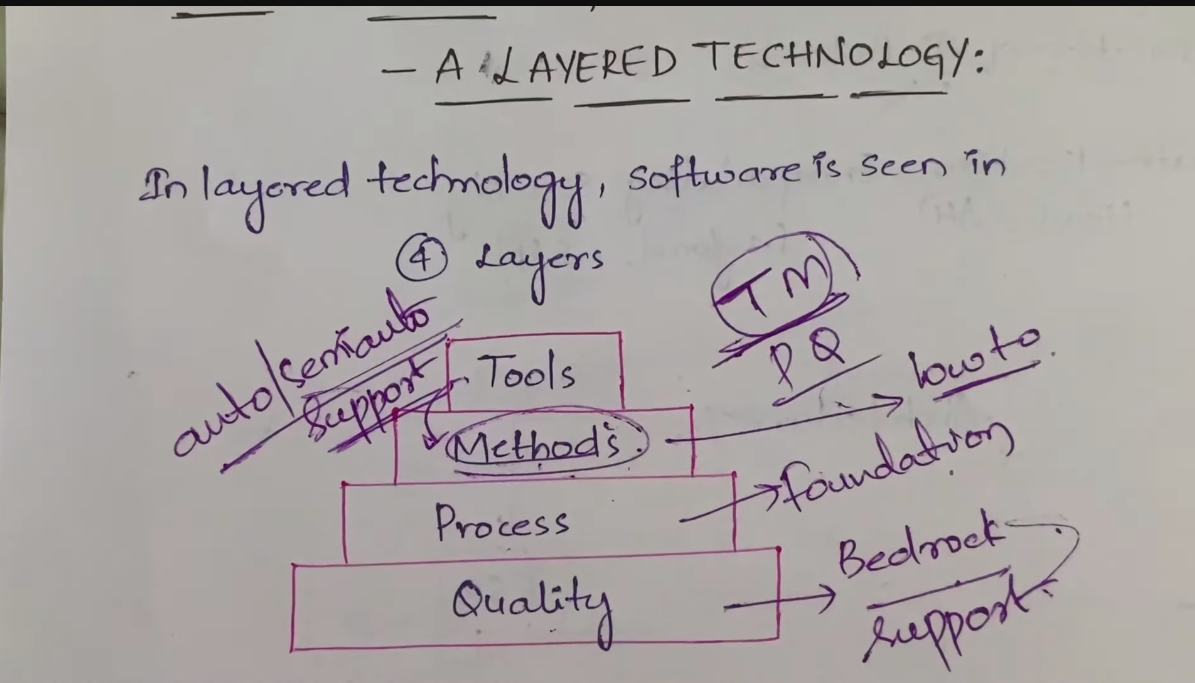 - A LAYERED TECHNOLOGY:
In layered technology, software is seen in
④ Layers
TM
PQ
auto/semiauto
support
Tools
Methods.
how to.
Process
foundation
Quality
Bedrock
support.